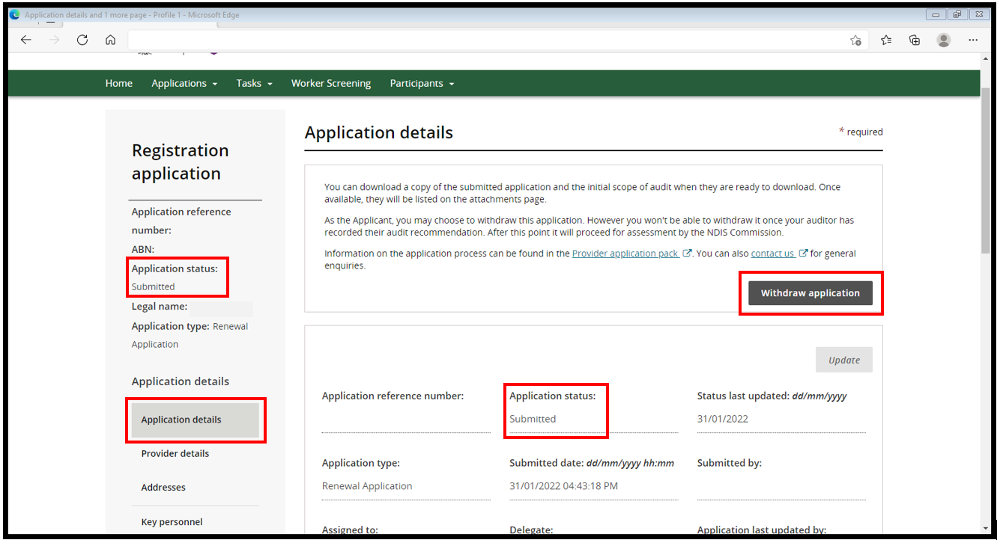 Application details and 1 more page - Profile 1 - Microsoft Edge
Home Applications Tasks Worker Screening Participants
Registration
application
Application reference
number:
ABN:
Application status:
Submitted
Legal name:
Application type: Renewal
Application
Application details
Application details
Provider details
Addresses
Key personnel
Application details
* required
You can download a copy of the submitted application and the initial scope of audit when they are ready to download. Once
available, they will be listed on the attachments page.
As the Applicant, you may choose to withdraw this application. However you won't be able to withdraw it once your auditor has
recorded their audit recommendation. After this point it will proceed for assessment by the NDIS Commission.
Information on the application process can be found in the Provider application pack . You can also contact us for general
enquiries.
Withdraw application
Update
Application reference number: Application status: Status last updated: dd/mm/yyyy
Submitted 31/01/2022
Application type: Submitted date: dd/mm/yyyy hh:mm Submitted by:
Renewal Application 31/01/2022 04:43:18 PM
Assigned to: Delegate: Application last updated by: